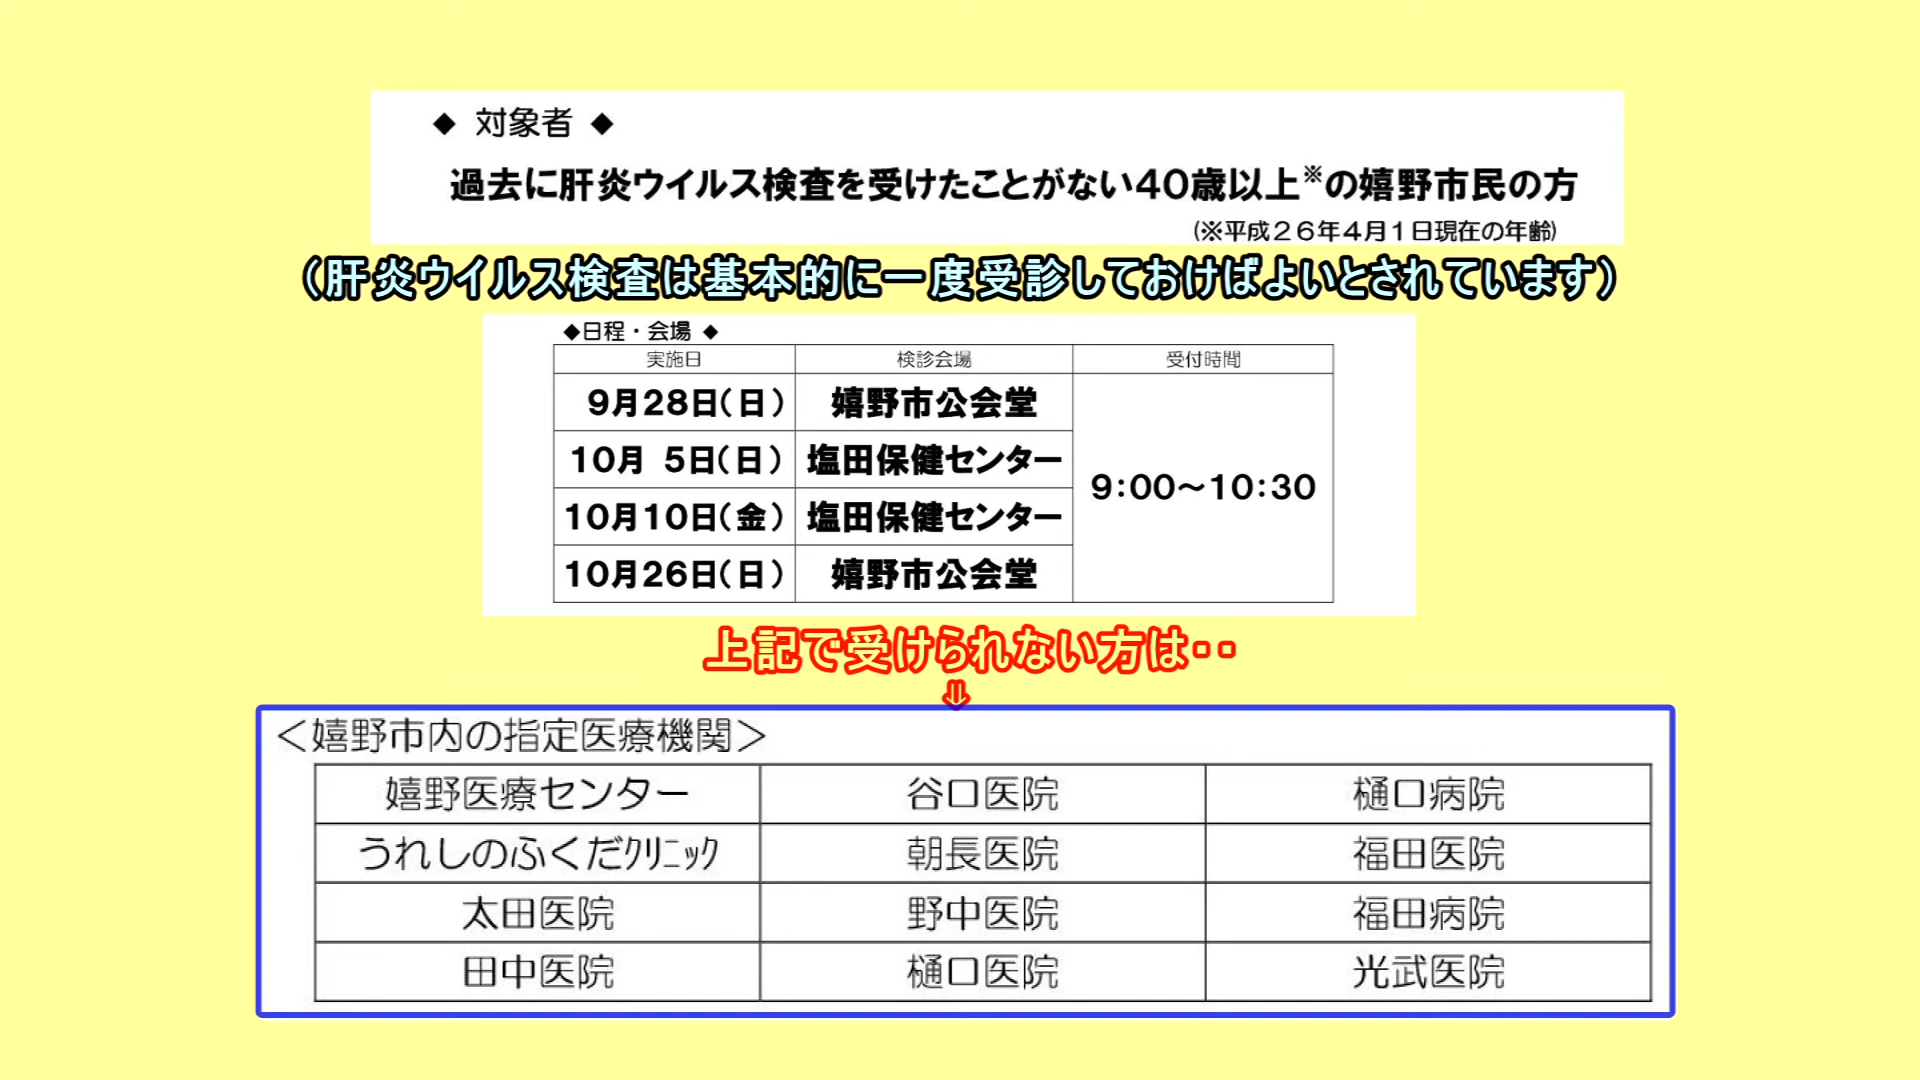 ◆ 対象者 ◆
過去に肝炎ウイルス検査を受けたことがない40歳以上※の嬉野市民の方
(※平成26年4月1日現在の年齢)
(肝炎ウイルス検査は基本的に一度受診しておけばよいとされています)
◆日程・会場 ◆
実施日 検診会場 受付時間
9月28日(日) 嬉野市公会堂
10月 5日(日) 塩田保健センター
9:00～10:30
10月10日(金) 塩田保健センター
10月26日(日) 嬉野市公会堂
上記で受けられない方は‥
⇓
＜嬉野市内の指定医療機関＞
嬉野医療センター 谷口医院 樋口病院
うれしのふくだｸﾘﾆｯｸ 朝長医院 福田医院
太田医院 野中医院 福田病院
田中医院 樋口医院 光武医院